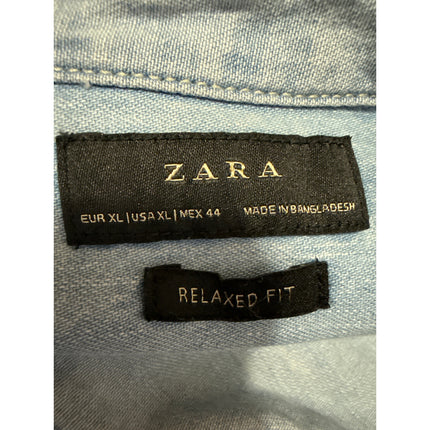 ZARA
EUR XL | USA XL | MEX 44 MADE IN BANGLADESH
RELAXED FIT